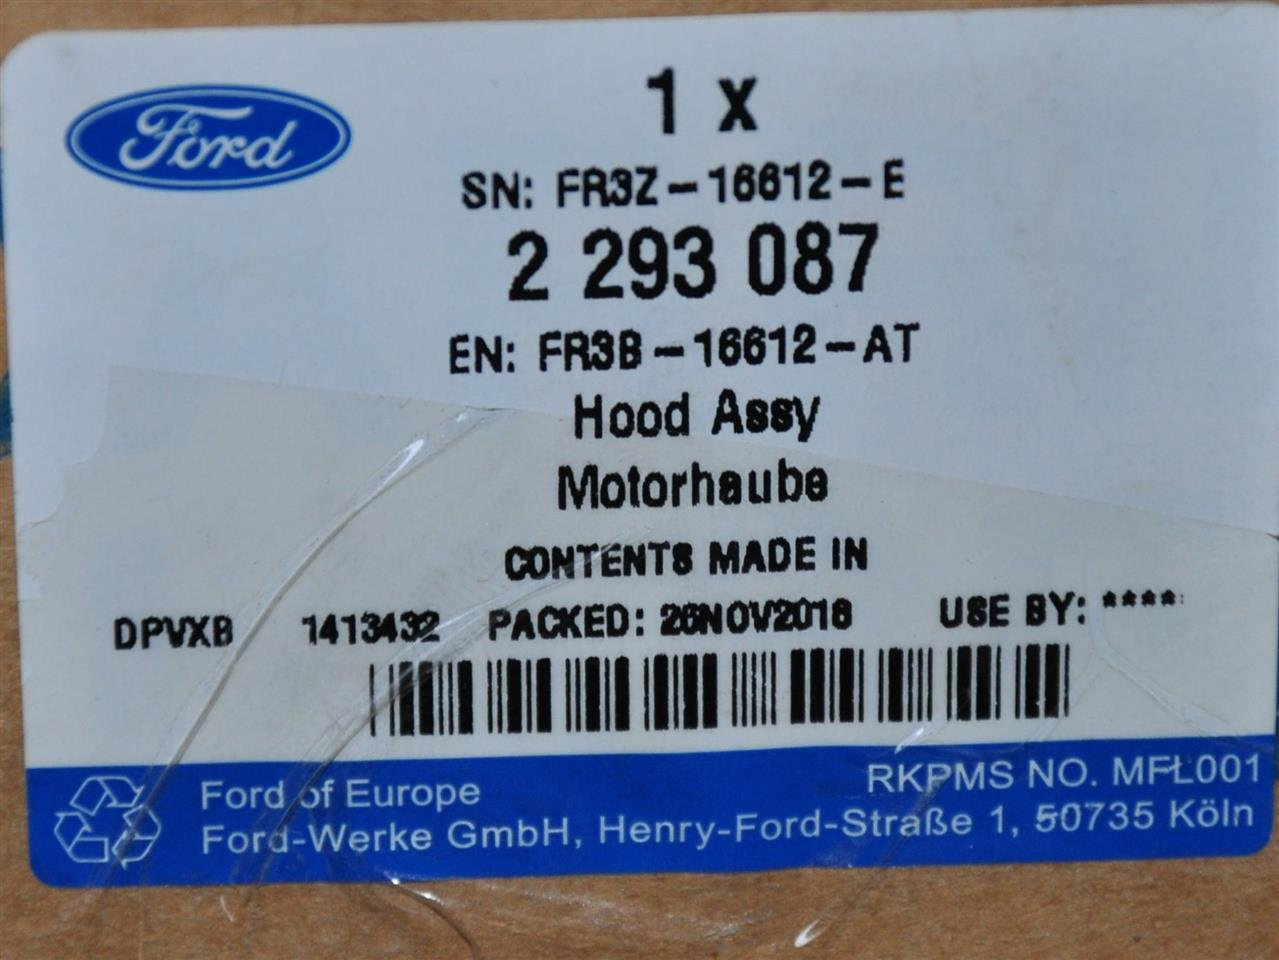 Ford
1 x
SN: FR3Z-16612-E
2 293 087
EN: FR3B-16612-AT
Hood Assy
Motorhaube
CONTENTS MADE IN
DPVXB 1413432 PACKED: 26NOV2018 USE BY: ****
RKPMS NO. MFL001
Ford of Europe
Ford-Werke GmbH, Henry-Ford-Straße 1, 50735 Köln